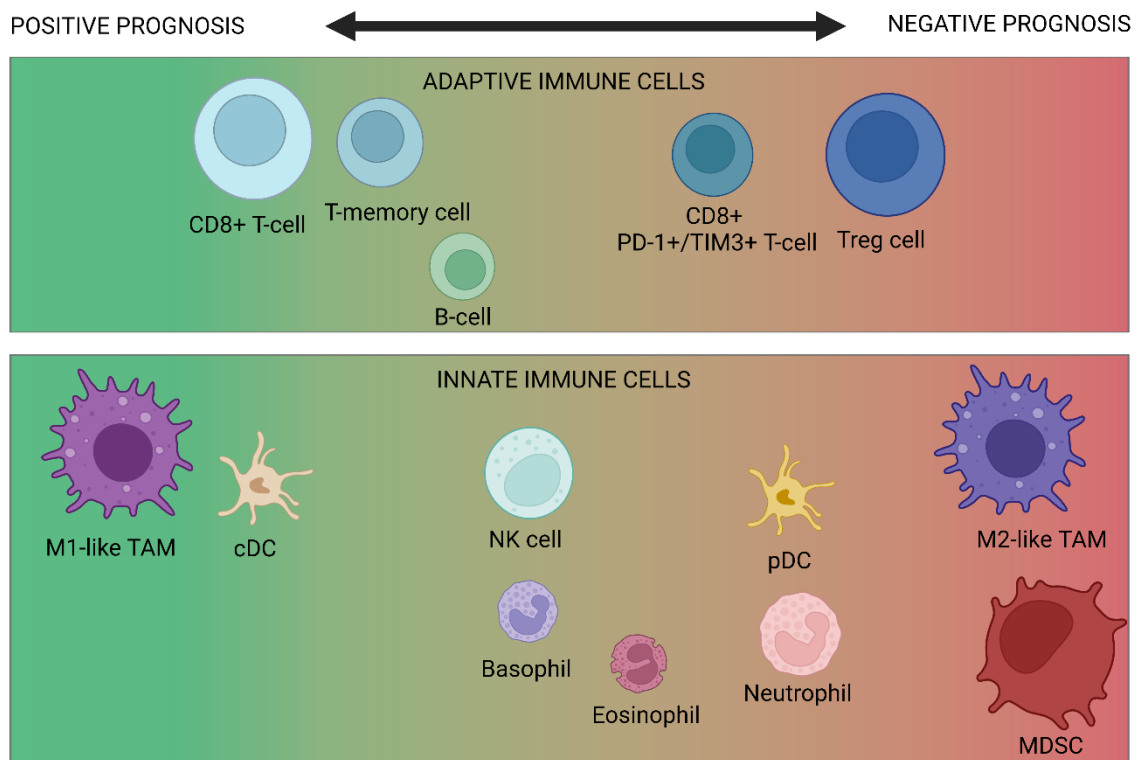 POSITIVE PROGNOSIS
NEGATIVE PROGNOSIS
ADAPTIVE IMMUNE CELLS
CD8+ T-cell
T-memory cell
B-cell
CD8+
PD-1+/TIM3+ T-cell
Treg cell
INNATE IMMUNE CELLS
M1-like TAM
cDC
NK cell
pDC
M2-like TAM
Basophil
Eosinophil
Neutrophil
MDSC